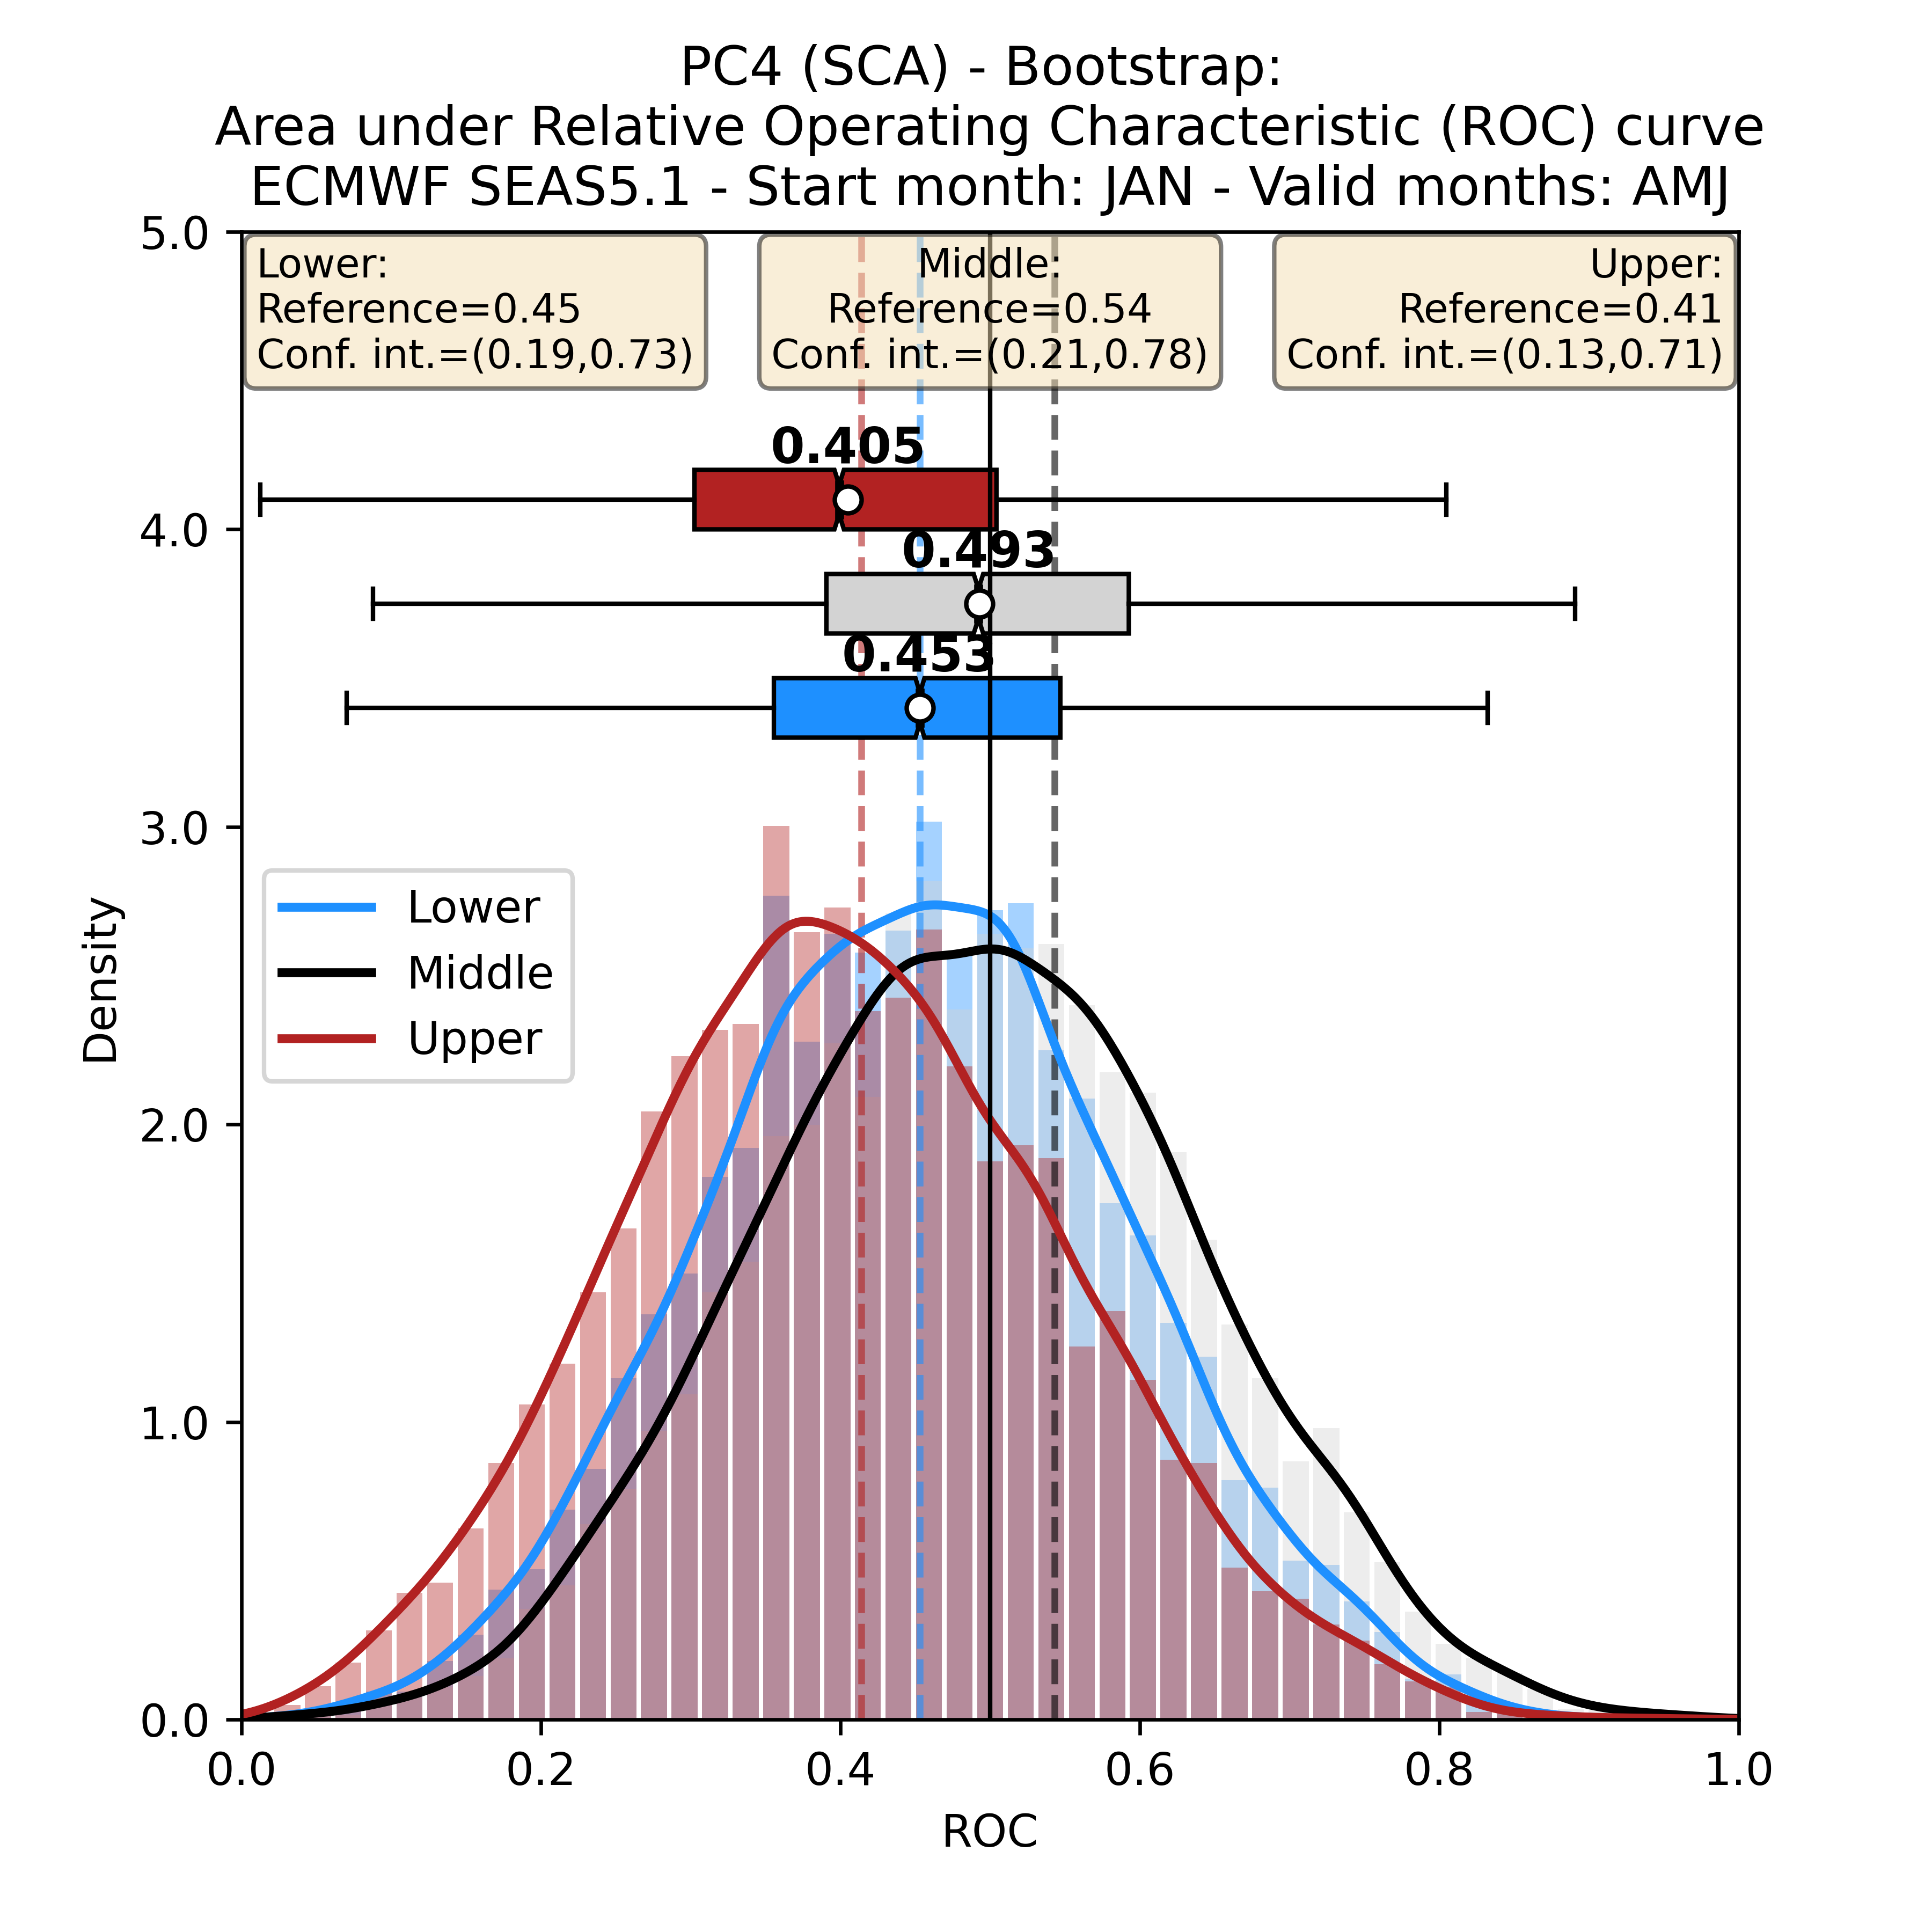 PC4 (SCA) - Bootstrap:
Area under Relative Operating Characteristic (ROC) curve
ECMWF SEAS5.1 - Start month: JAN - Valid months: AMJ
Lower:
Reference=0.45
Conf. int.=(0.19,0.73)
Middle:
Reference=0.54
Conf. int.=(0.21,0.78)
Upper:
Reference=0.41
Conf. int.=(0.13,0.71)
0.405
0.493
0.453
Lower
Middle
Upper
Density
5.0
4.0
3.0
2.0
1.0
0.0
0.0
0.2
0.4
0.6
0.8
1.0
ROC